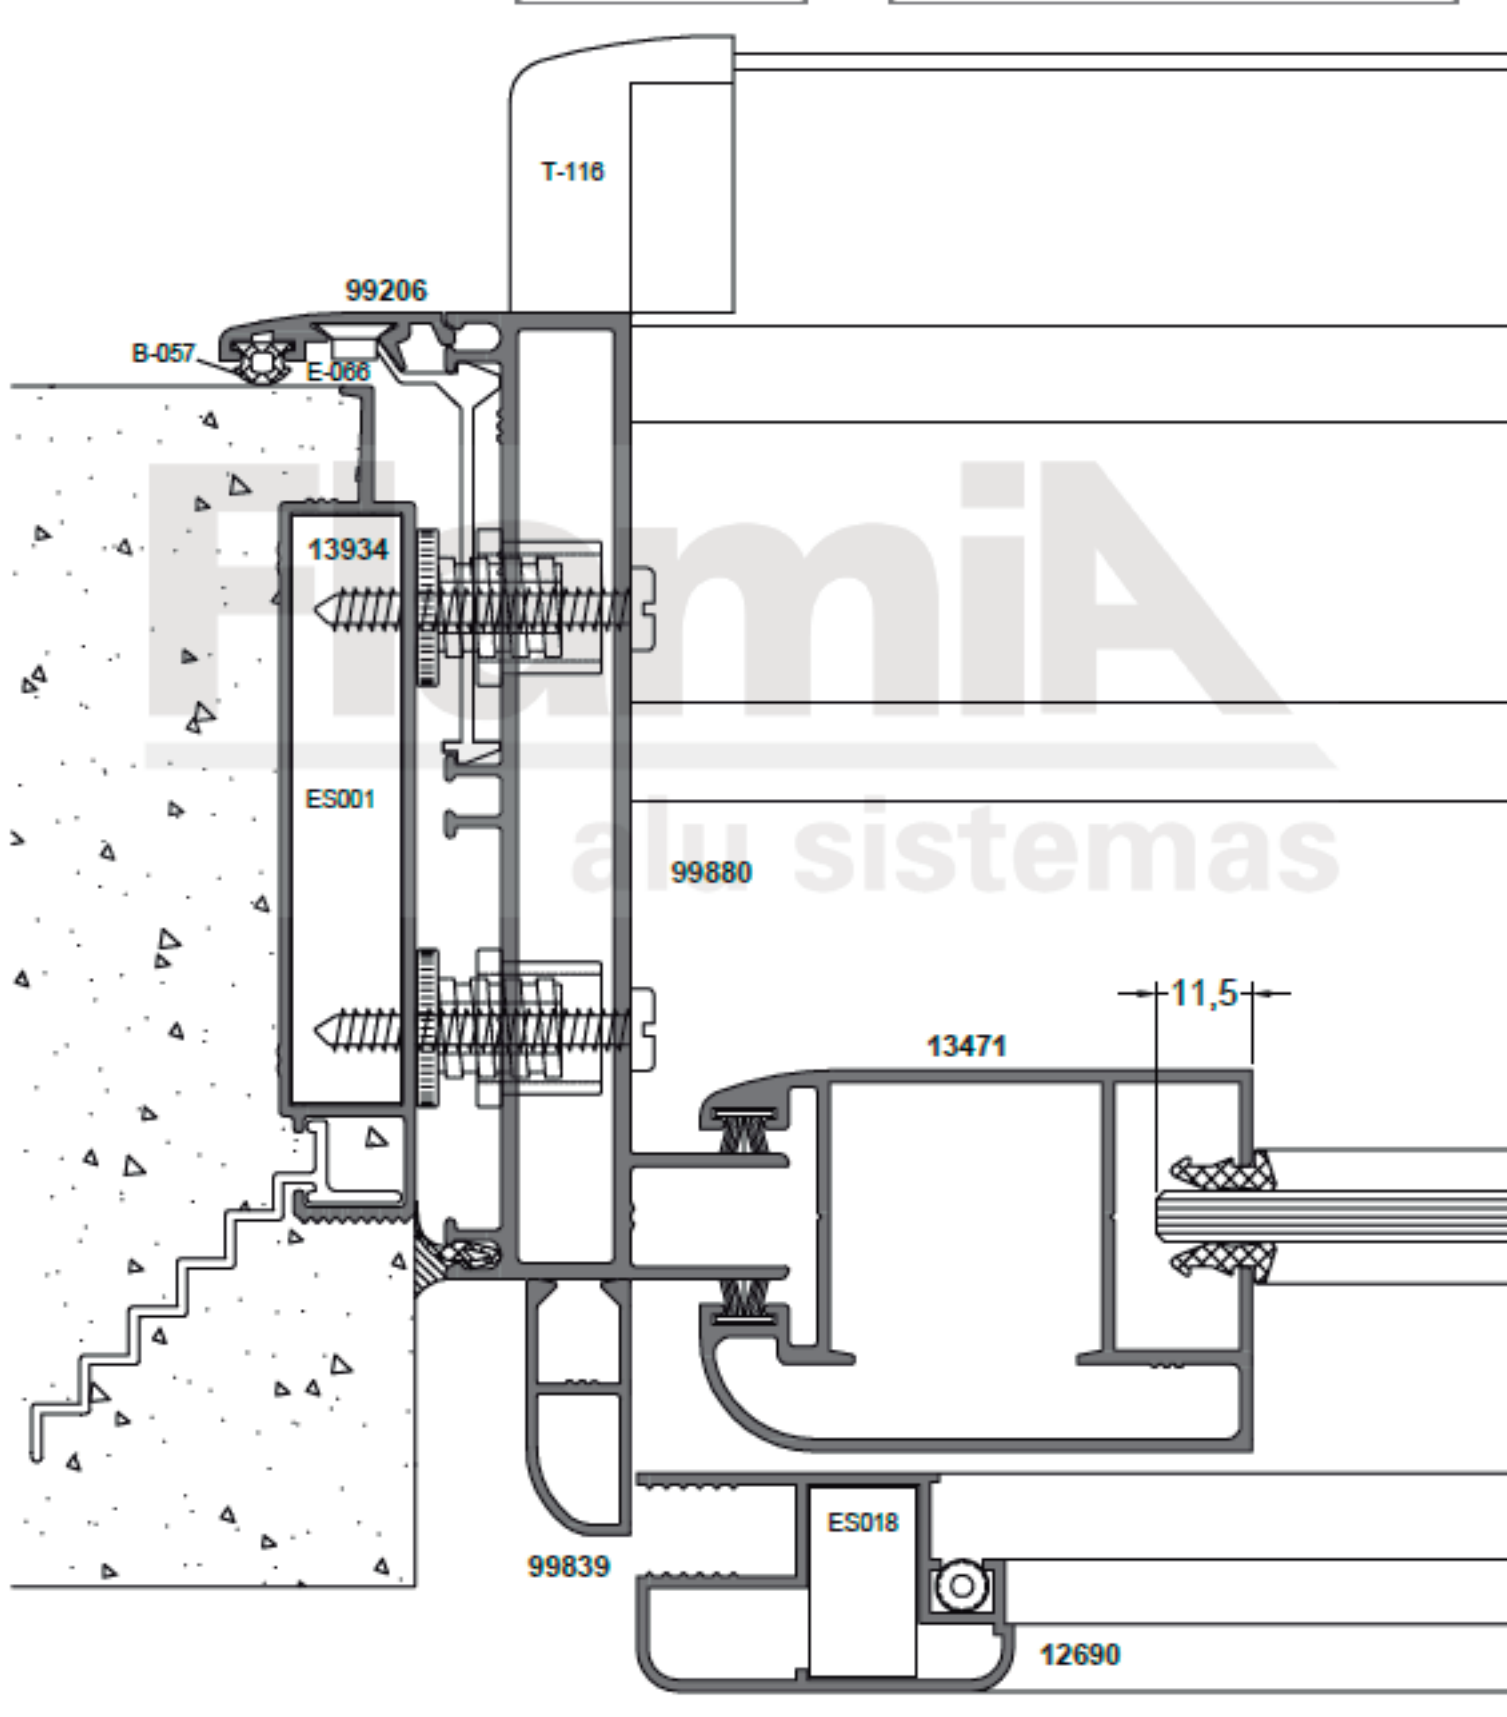 T-116
99206
B-057
E-066
FlamiA
13934
ES001
alu sistemas
99880
11,5
13471
ES018
99839
12690